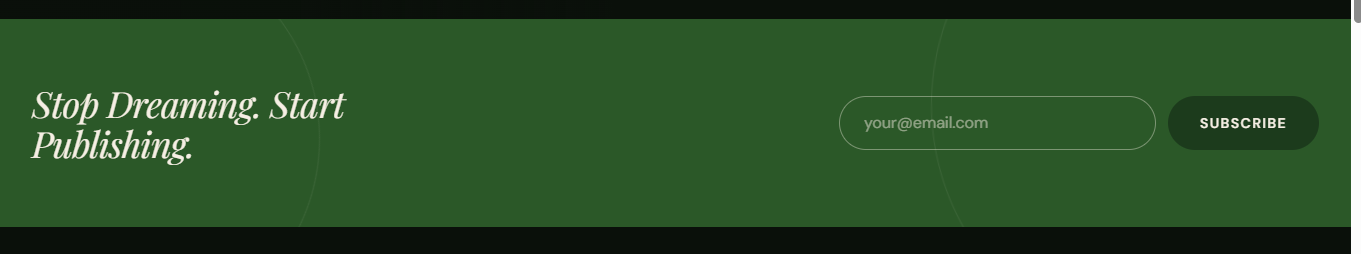 Stop Dreaming. Start
Publishing.
your@email.com
SUBSCRIBE